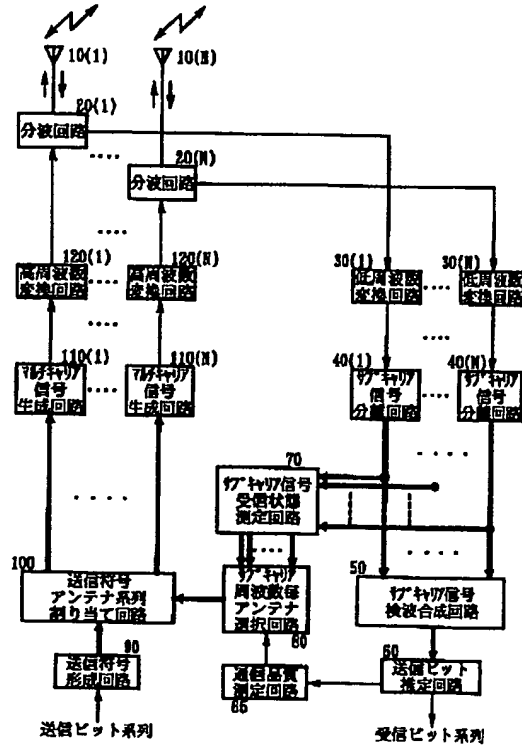 10(1)
10(N)
20(1)
分波回路
20(N)
分波回路
120(1)
高周波数
変換回路
120(N)
高周波数
変換回路
30(1)
低周波数
変換回路
30(N)
低周波数
変換回路
110(1)
マルチキャリア
信号
生成回路
110(N)
マルチキャリア
信号
生成回路
40(1)
サブキャリア
信号
分離回路
40(N)
サブキャリア
信号
分離回路
70
サブキャリア信号
受信状態
測定回路
100
送信符号
アンテナ系列
割り当て回路
サブキャリア
周波数毎
アンテナ
選択回路
80
50
サブキャリア信号
検波合成回路
90
送信符号
形成回路
通信品質
測定回路
65
60
送信ビット
推定回路
送信ビット系列
受信ビット系列